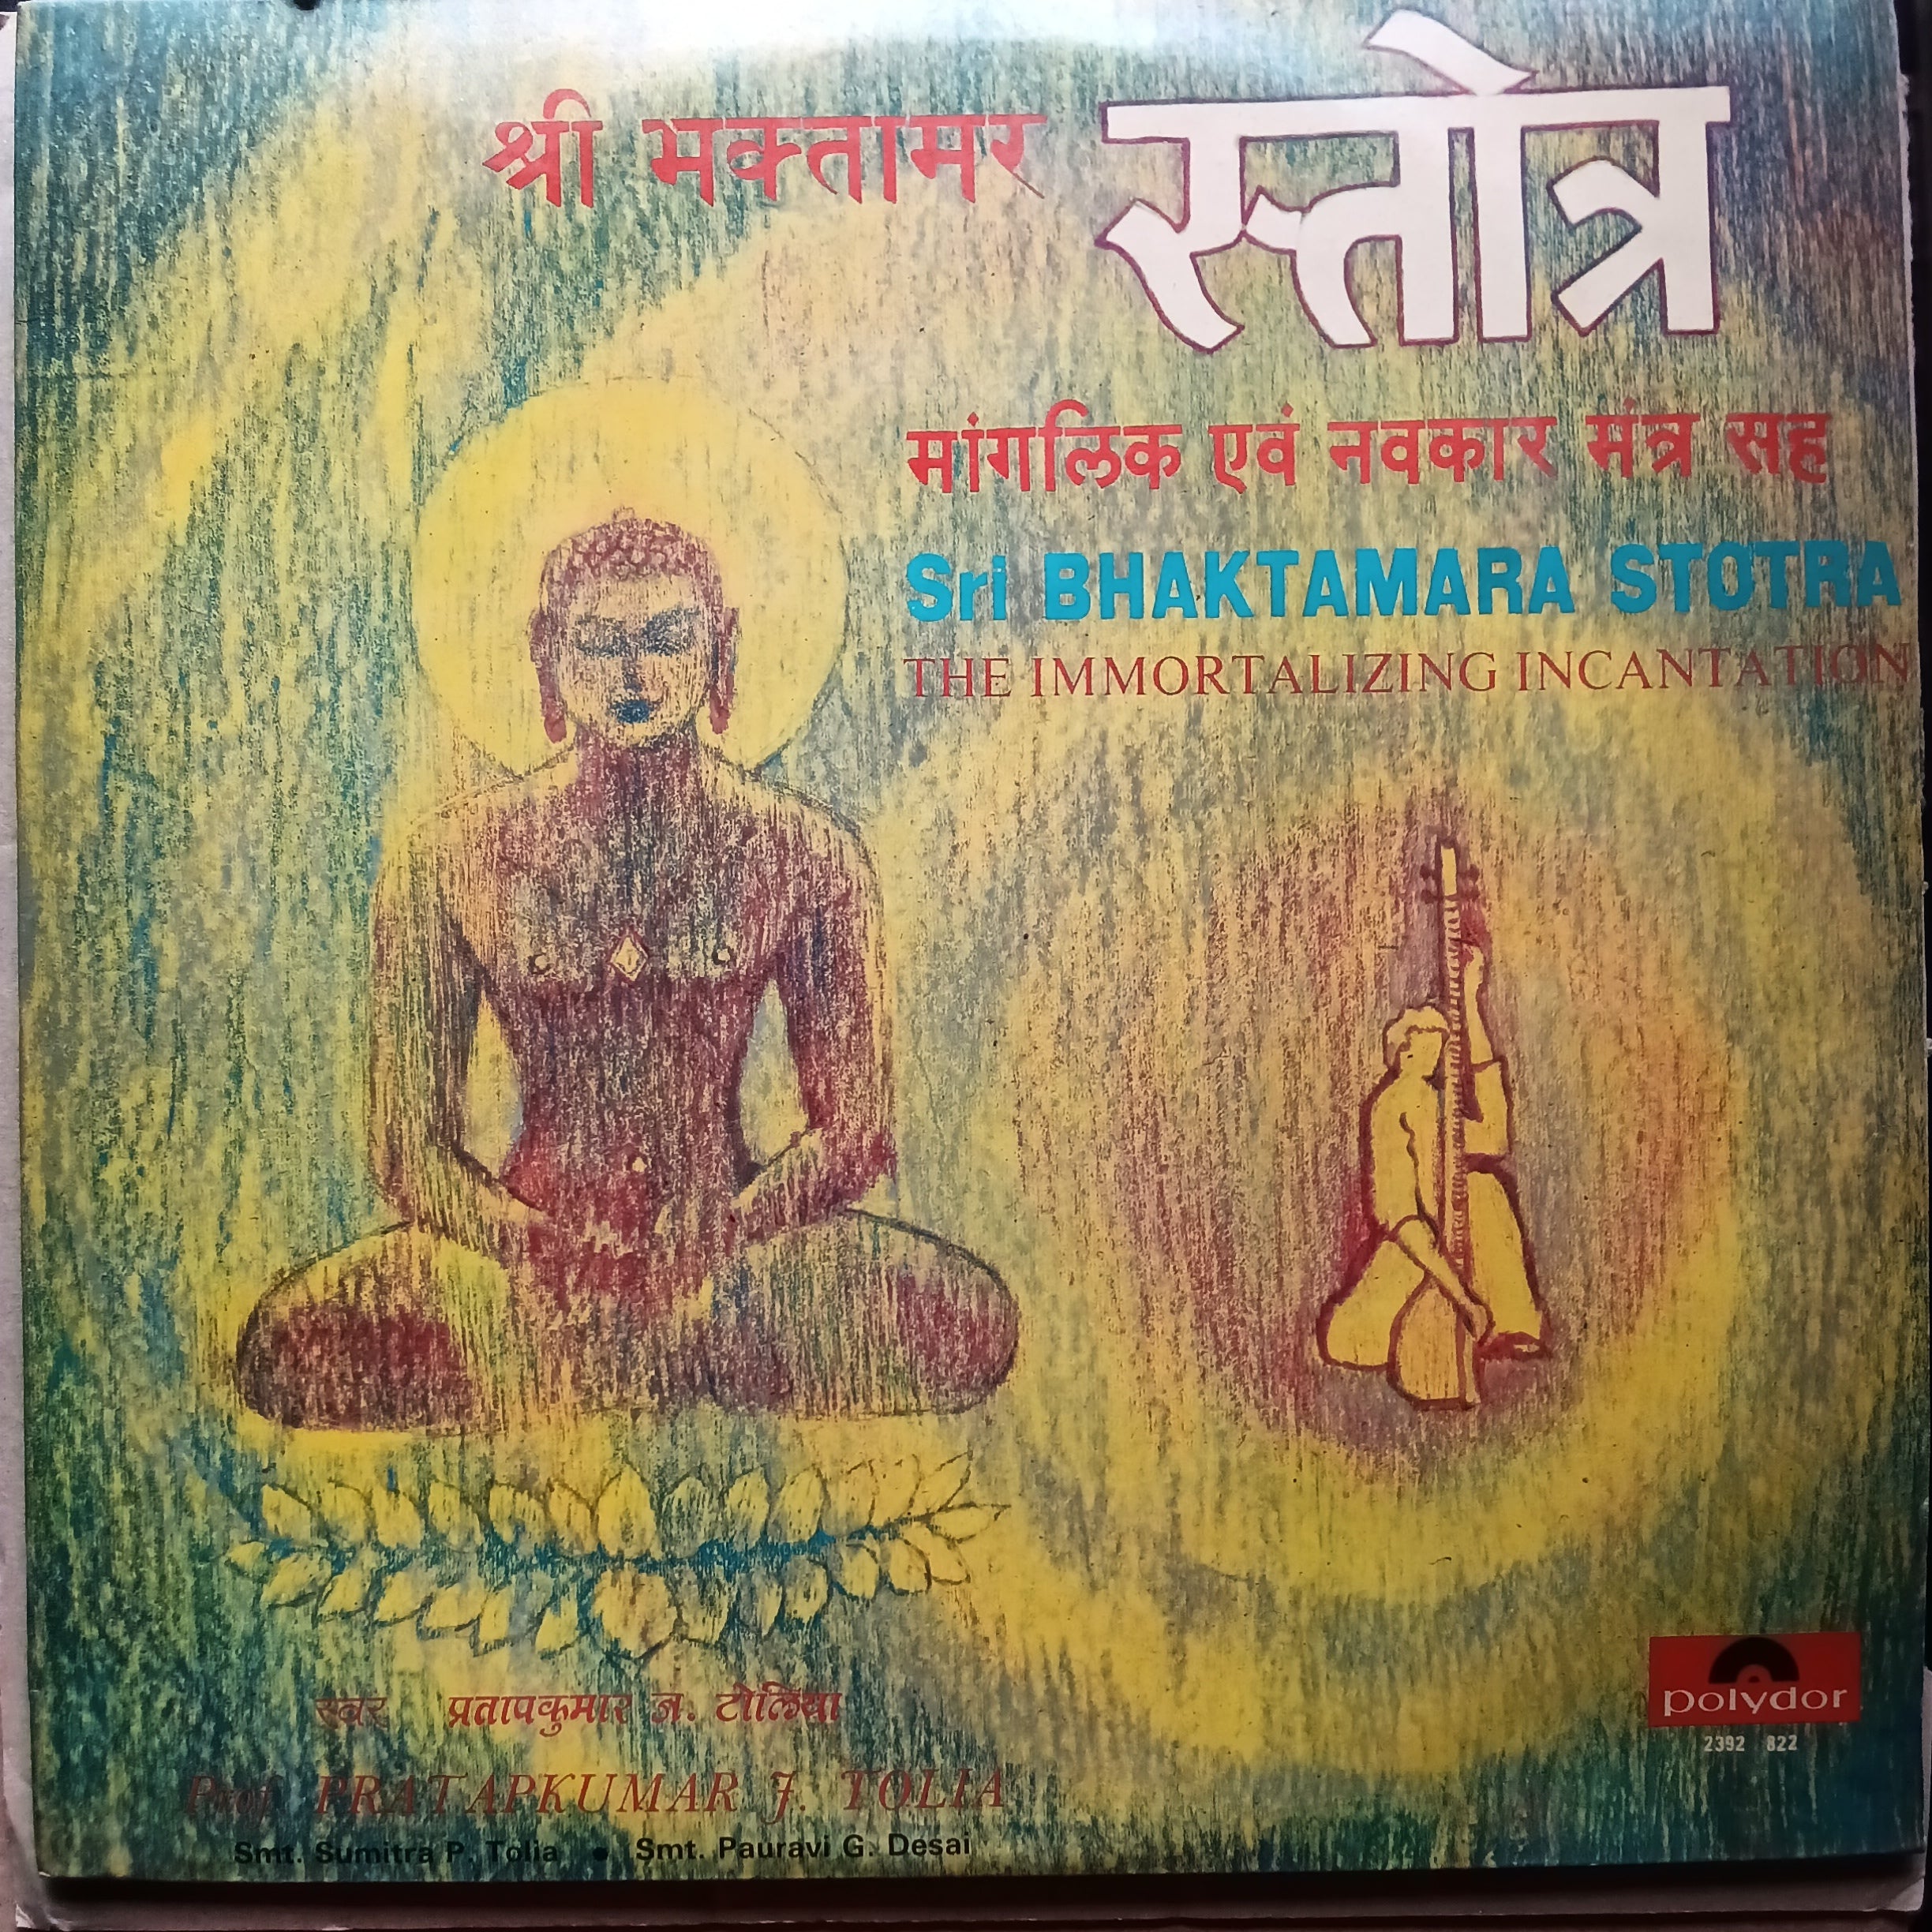 श्री भक्तामर स्तोत्र
मांगलिक एवं नवकार मंत्र सह
Sri BHAKTAMARA STOTRA
THE IMMORTALIZING INCANTATION
स्वर प्रतापकुमार ज. टोलिया
Prof. PRATAPKUMAR J. TOLIA
Smt. Sumitra P. Tolia • Smt. Pauravi G. Desai
polydor
2392 822